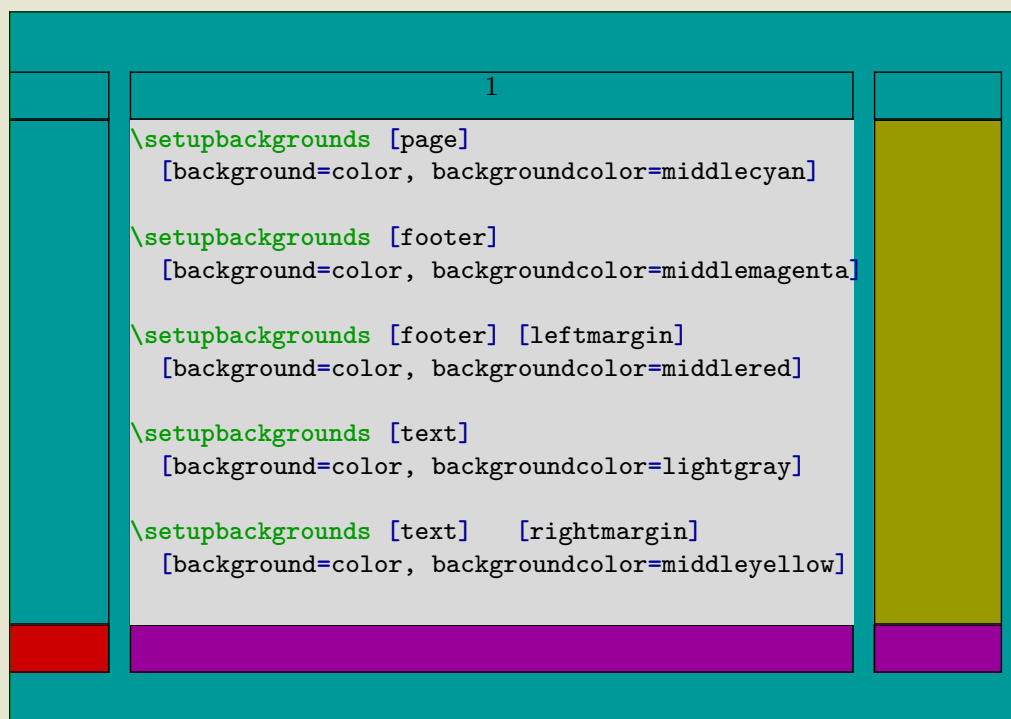 1
\setupbackgrounds [page]
  [background=color, backgroundcolor=middlecyan]
\setupbackgrounds [footer]
  [background=color, backgroundcolor=middlemagenta]
\setupbackgrounds [footer] [leftmargin]
  [background=color, backgroundcolor=middlered]
\setupbackgrounds [text]
  [background=color, backgroundcolor=lightgray]
\setupbackgrounds [text]   [rightmargin]
  [background=color, backgroundcolor=middleyellow]